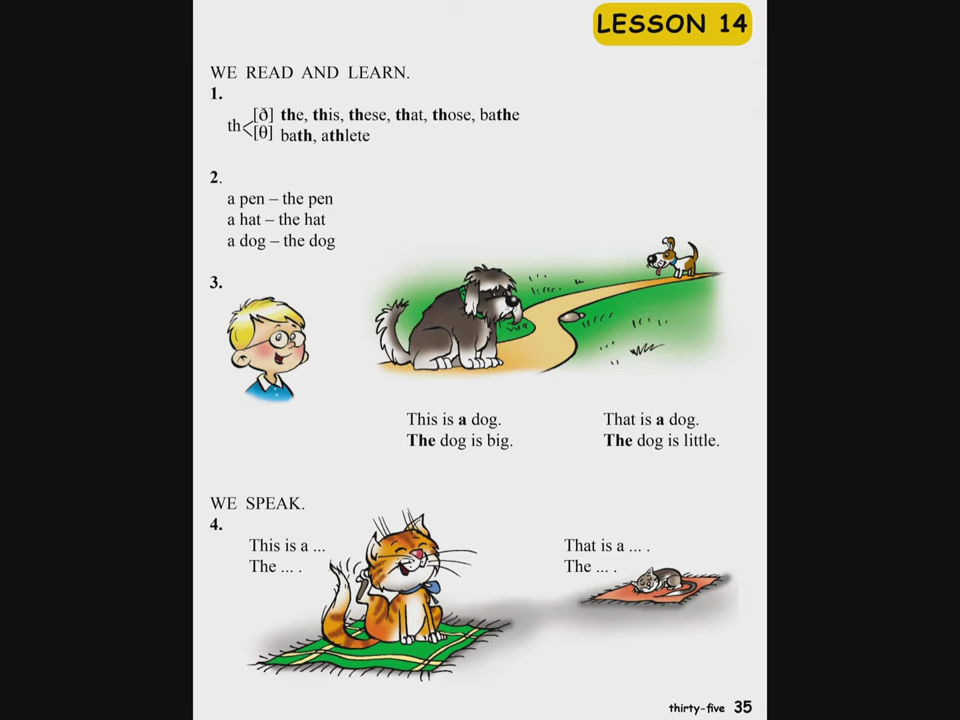 LESSON 14
WE READ AND LEARN.
1.
th < [ð] the, this, these, that, those, bathe
[θ] bath, athlete
2.
a pen – the pen
a hat – the hat
a dog – the dog
3.
This is a dog.
The dog is big.
That is a dog.
The dog is little.
WE SPEAK.
4.
This is a ...
The ... .
That is a ... .
The ... .
thirty-five 35